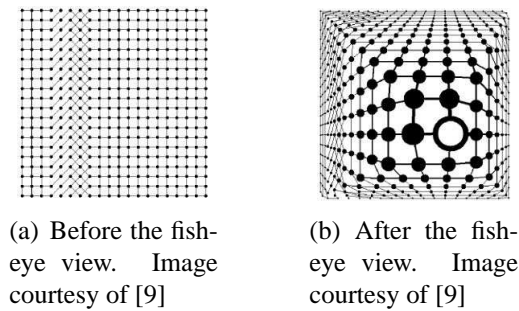 (a) Before the fish-
eye view. Image
courtesy of [9]
(b) After the fish-
eye view. Image
courtesy of [9]